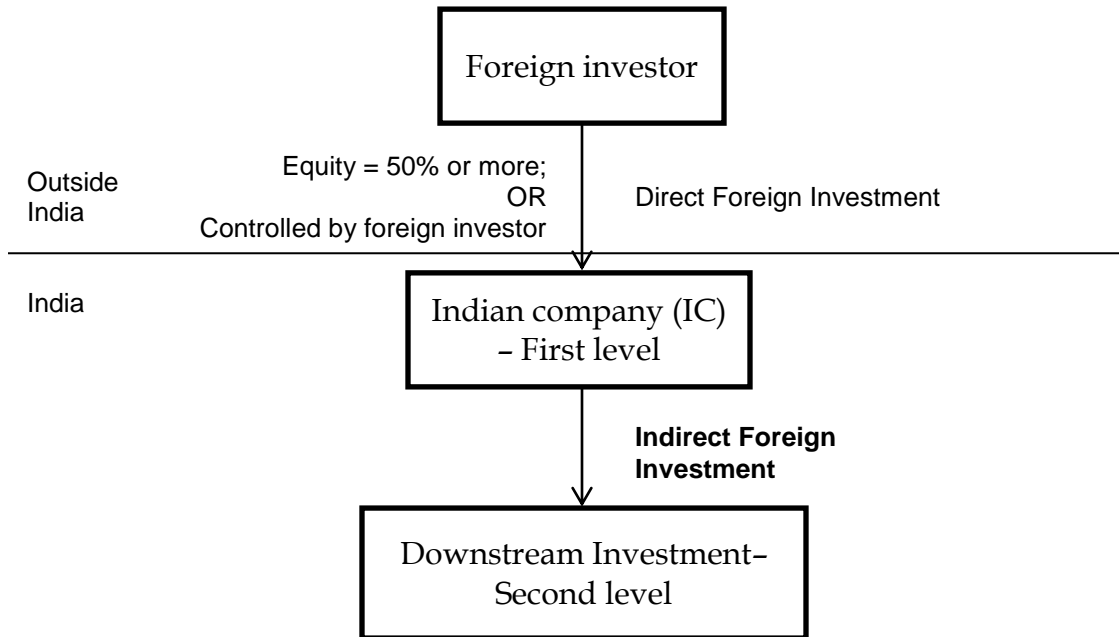 Foreign investor
Equity = 50% or more;
OR
Controlled by foreign investor
Direct Foreign Investment
Outside
India
India
Indian company (IC)
– First level
Indirect Foreign
Investment
Downstream Investment–
Second level